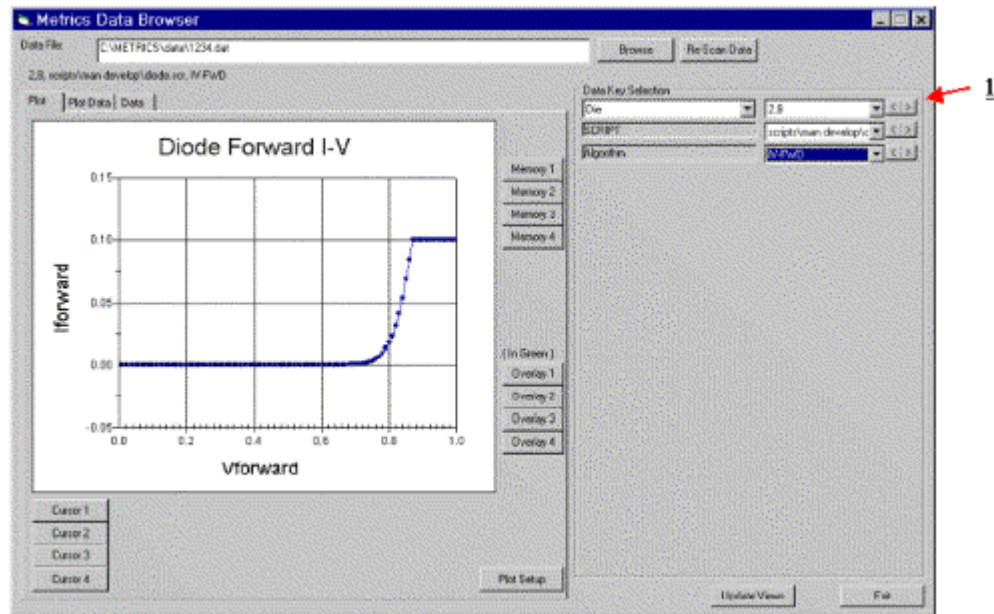 Metrics Data Browser
Data File: C:\METRICS\data\1234.dat Browse Re-Scan Data
2,8, scripts\man develop\diode.scr, IV-FWD
Plot Plot Data Data
Data Key Selection
Die 2,8 < >
SCRIPT scripts\man develop\c < >
Algorithm IV-FWD < >
1
Diode Forward I-V
Iforward
0.15
0.10
0.05
0.00
-0.05
0.0 0.2 0.4 0.6 0.8 1.0
Vforward
Memory 1
Memory 2
Memory 3
Memory 4
(In Green)
Overlay 1
Overlay 2
Overlay 3
Overlay 4
Cursor 1
Cursor 2
Cursor 3
Cursor 4
Plot Setup
Update Views Exit